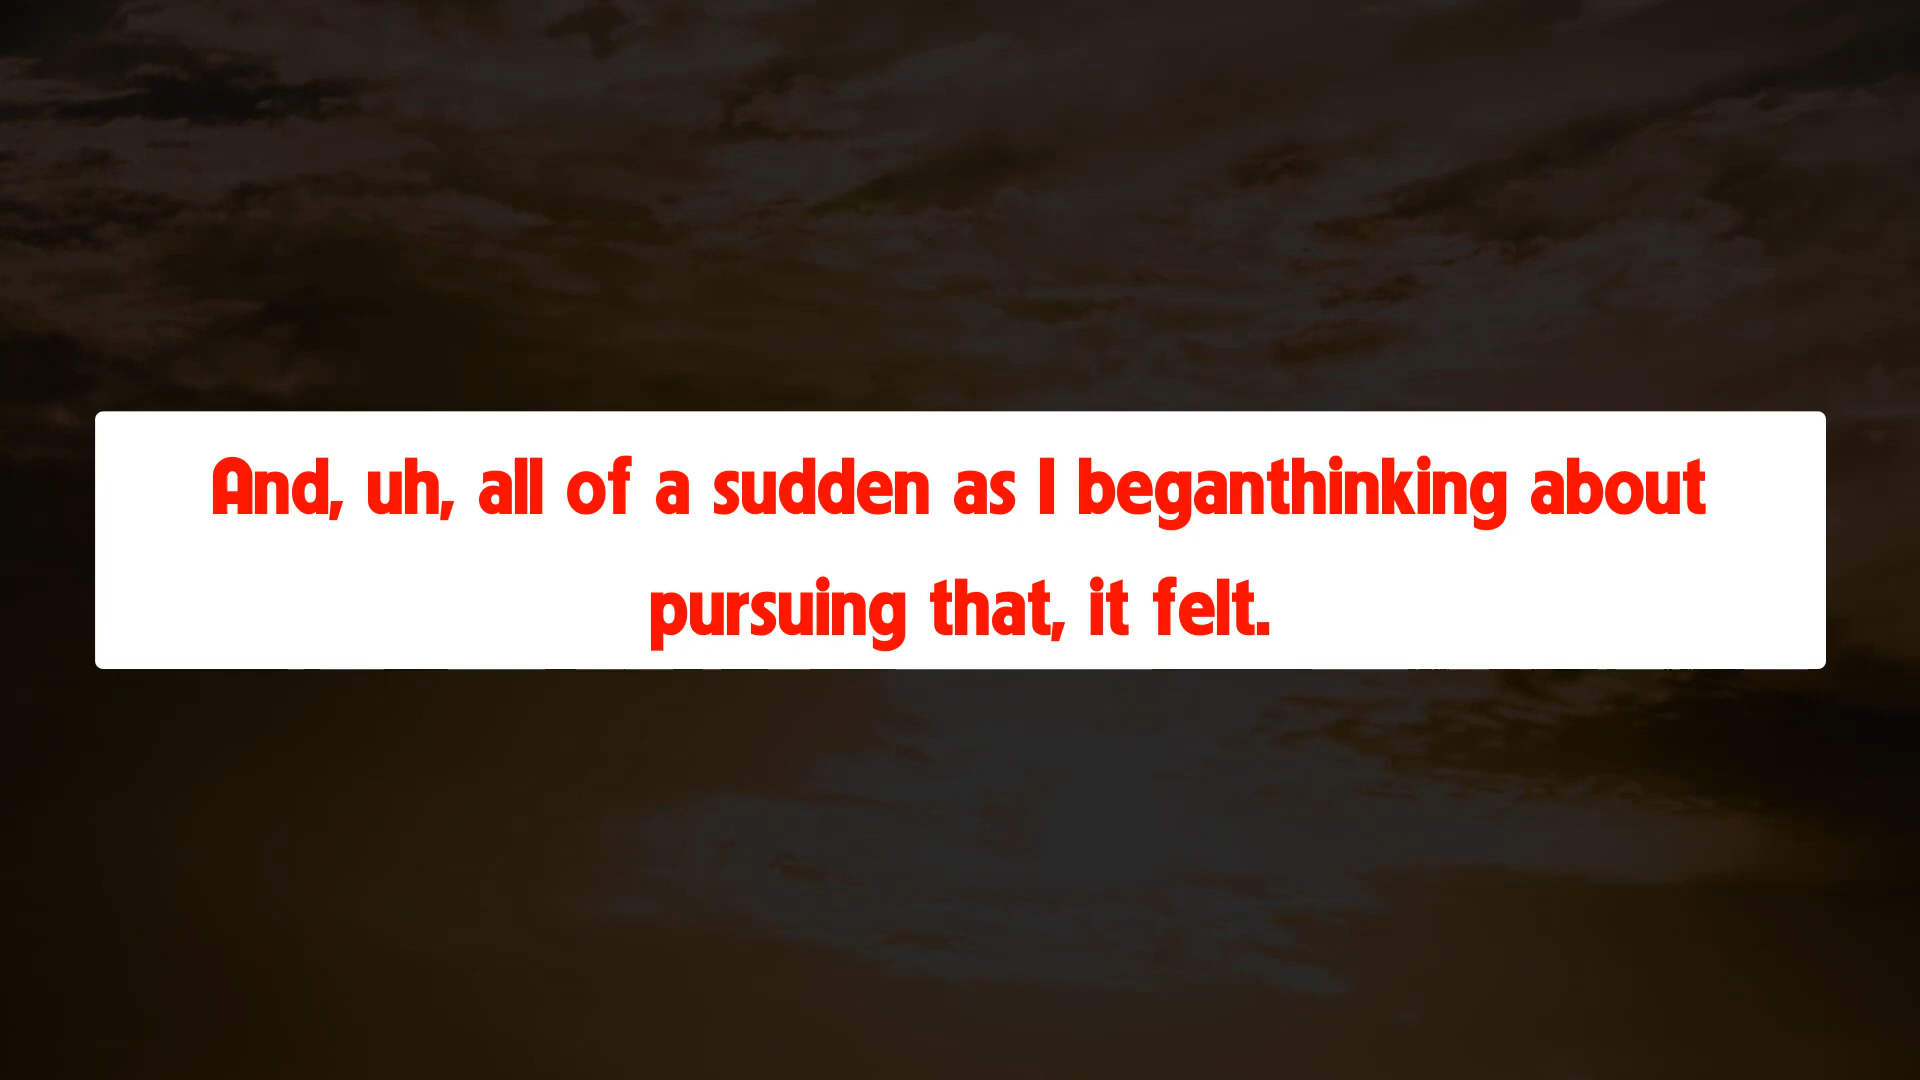 And, uh, all of a sudden as I beganthinking about
pursuing that, it felt.